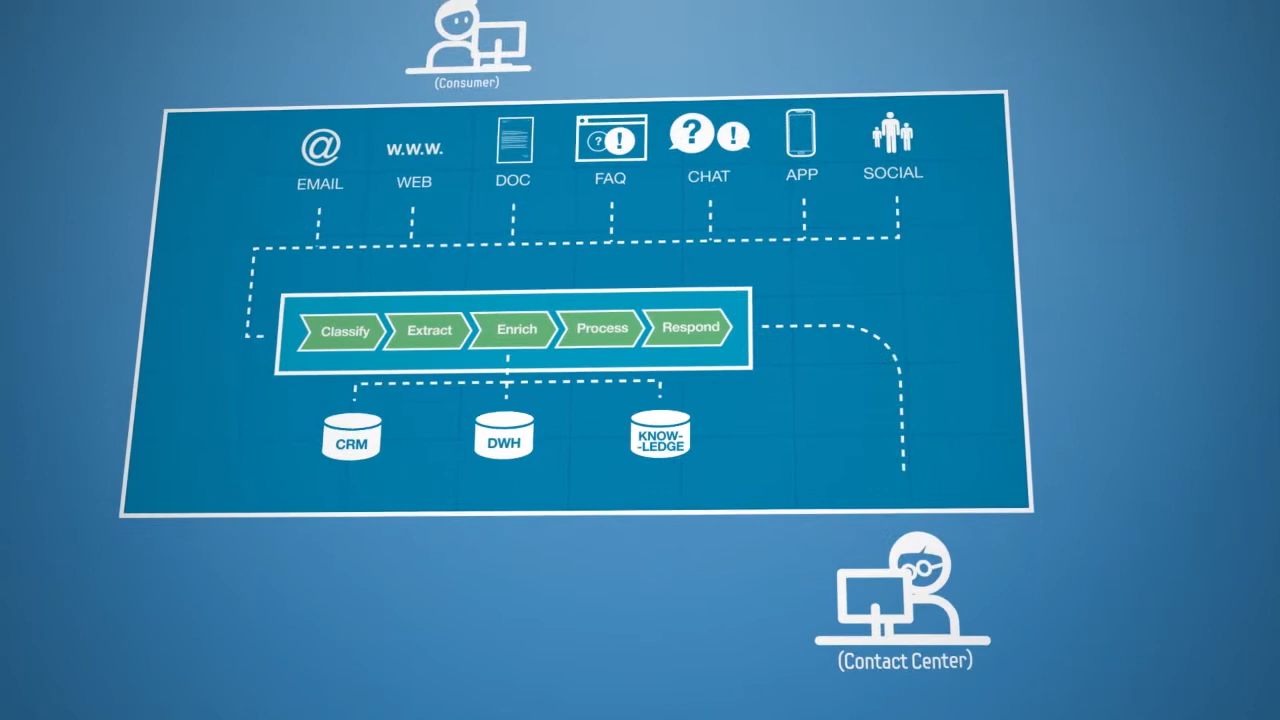 (Consumer)
@
w.w.w.
? !
? !
EMAIL
WEB
DOC
FAQ
CHAT
APP
SOCIAL
Classify
Extract
Enrich
Process
Respond
CRM
DWH
KNOW-
-LEDGE
(Contact Center)